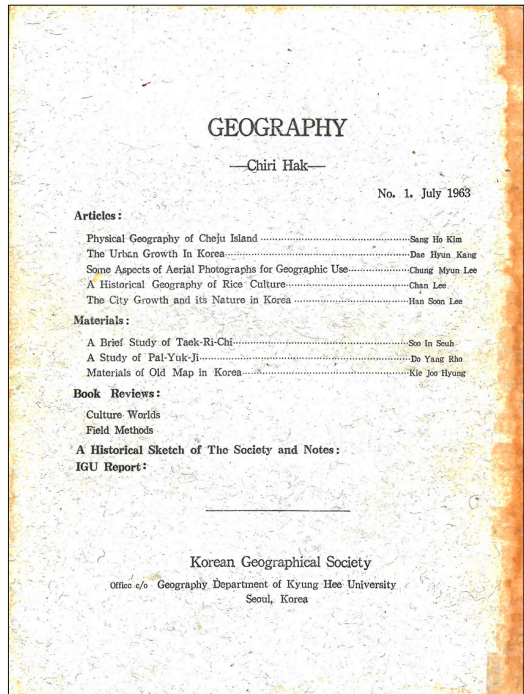 GEOGRAPHY
—Chiri Hak—
No. 1. July 1963
Articles:
Physical Geography of Cheju Island ········ Sang Ho Kim
The Urban Growth In Korea ········ Dae Hyun Kang
Some Aspects of Aerial Photographs for Geographic Use ········ Chung Myun Lee
A Historical Geography of Rice Culture ········ Chan Lee
The City Growth and its Nature in Korea ········ Han Soon Lee
Materials:
A Brief Study of Taek-Ri-Chi ········ Soo In Seuh
A Study of Pal-Yuk-Ji ········ Do Yang Rho
Materials of Old Map in Korea ········ Kie Joo Hyung
Book Reviews:
Culture Worlds
Field Methods
A Historical Sketch of The Society and Notes:
IGU Report:
Korean Geographical Society
Office c/o Geography Department of Kyung Hee University
Seoul, Korea